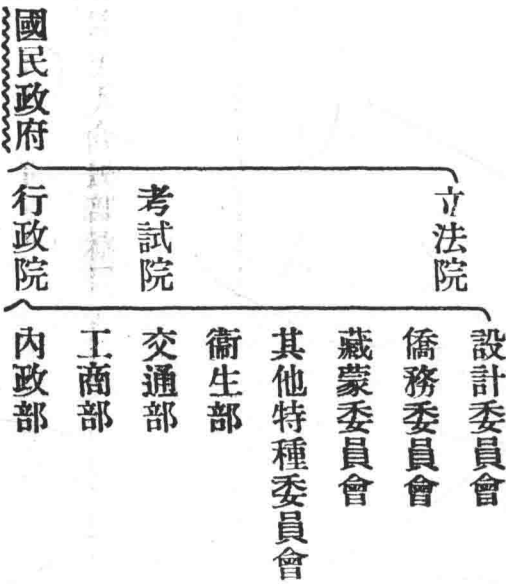 國民政府
立法院
考試院
行政院
設計委員會
僑務委員會
藏蒙委員會
其他特種委員會
衞生部
交通部
工商部
內政部